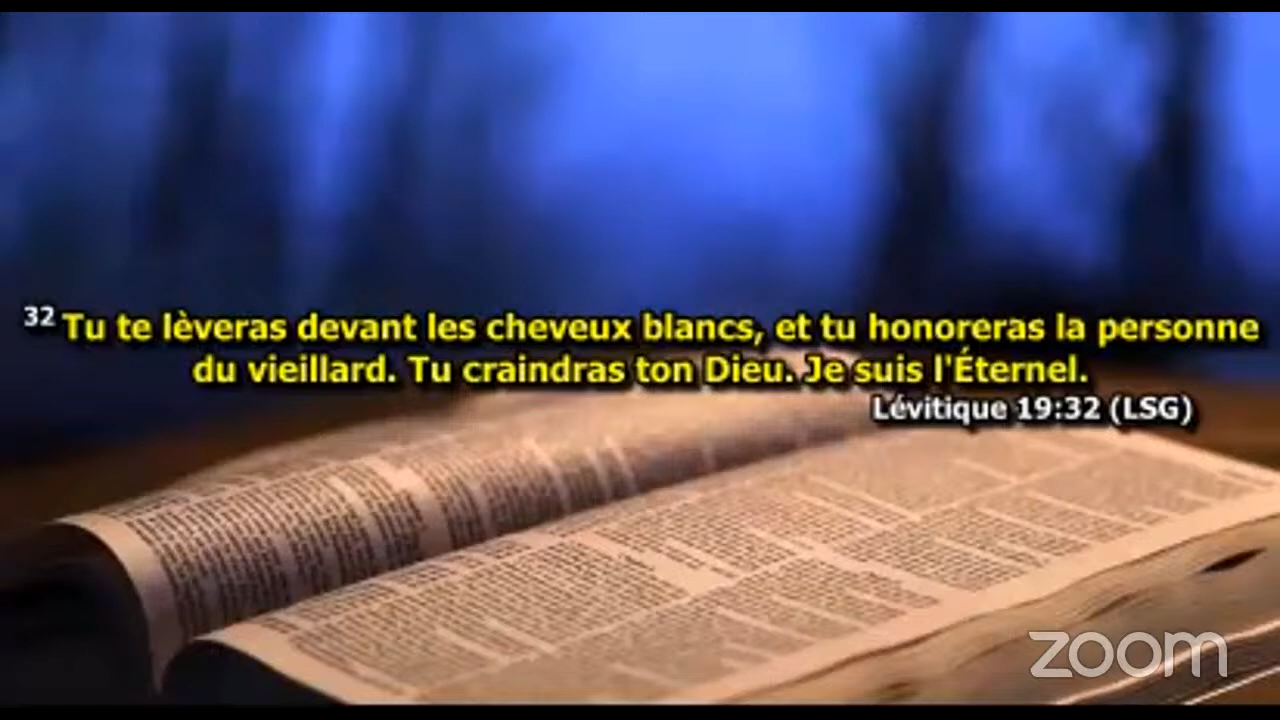 32 Tu te lèveras devant les cheveux blancs, et tu honoreras la personne
du vieillard. Tu craindras ton Dieu. Je suis l'Éternel.
Lévitique 19:32 (LSG)
zoom